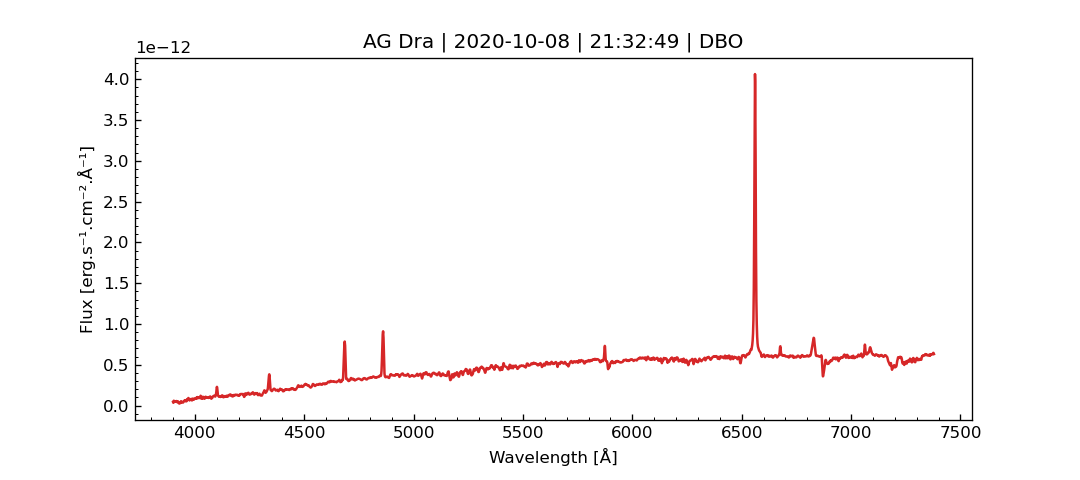 AG Dra | 2020-10-08 | 21:32:49 | DBO
1e−12
4.0
3.5
3.0
2.5
2.0
1.5
1.0
0.5
0.0
Flux [erg.s⁻¹.cm⁻².Å⁻¹]
4000 4500 5000 5500 6000 6500 7000 7500
Wavelength [Å]